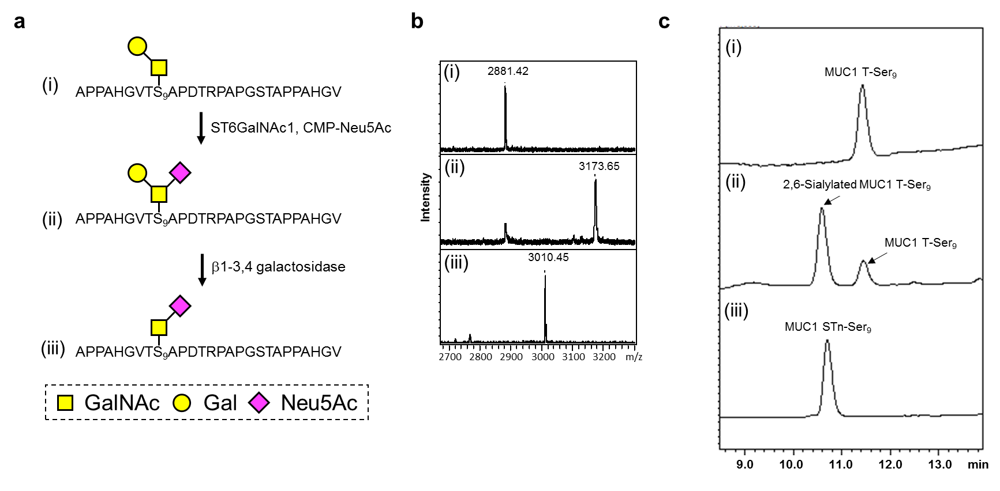 a
(i)
APPAHGVTS₉APDTRPAPGSTAPPAHGV
ST6GalNAc1, CMP-Neu5Ac
(ii)
APPAHGVTS₉APDTRPAPGSTAPPAHGV
β1-3,4 galactosidase
(iii)
APPAHGVTS₉APDTRPAPGSTAPPAHGV
GalNAc Gal Neu5Ac
b
Intensity
(i)
2881.42
(ii)
3173.65
(iii)
3010.45
2700 2800 2900 3000 3100 3200 m/z
c
(i)
MUC1 T-Ser₉
(ii)
2,6-Sialylated MUC1 T-Ser₉
MUC1 T-Ser₉
(iii)
MUC1 STn-Ser₉
9.0 10.0 11.0 12.0 13.0 min